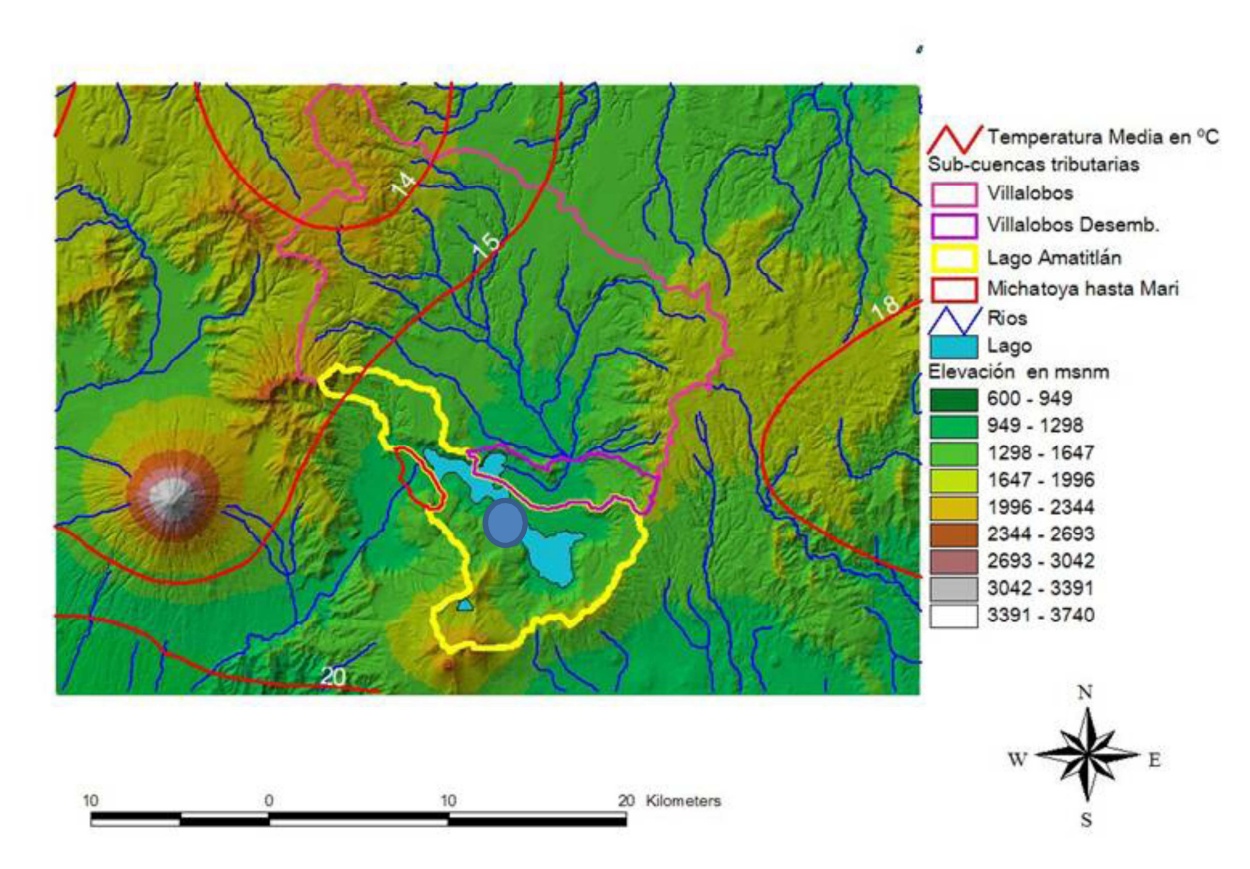 14
15
18
20
Temperatura Media en ºC
Sub-cuencas tributarias
Villalobos
Villalobos Desemb.
Lago Amatitlán
Michatoya hasta Mari
Rios
Lago
Elevación en msnm
600 - 949
949 - 1298
1298 - 1647
1647 - 1996
1996 - 2344
2344 - 2693
2693 - 3042
3042 - 3391
3391 - 3740
N
W E
S
10 0 10 20 Kilometers